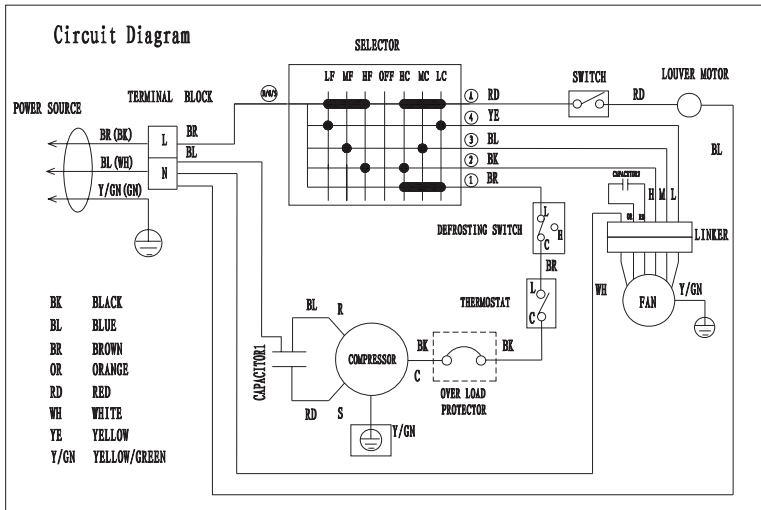 Circuit Diagram
SELECTOR
LF MF HF OFF HC MC LC
SWITCH
LOUVER MOTOR
POWER SOURCE
TERMINAL BLOCK
A RD
RD
4 YE
3 BL
2 BK
1 BR
BR(BK)
L
BR
BL
BL(WH)
N
Y/GN(GN)
BL
CAPACITOR2
H M L
OR
LINKER
DEFROSTING SWITCH
L
H
C
BR
THERMOSTAT
L
C
WH
FAN
Y/GN
BK BLACK
BL BLUE
BR BROWN
OR ORANGE
RD RED
WH WHITE
YE YELLOW
Y/GN YELLOW/GREEN
CAPACITOR1
BL R
COMPRESSOR
BK
C
BK
OVER LOAD
PROTECTOR
RD S
Y/GN